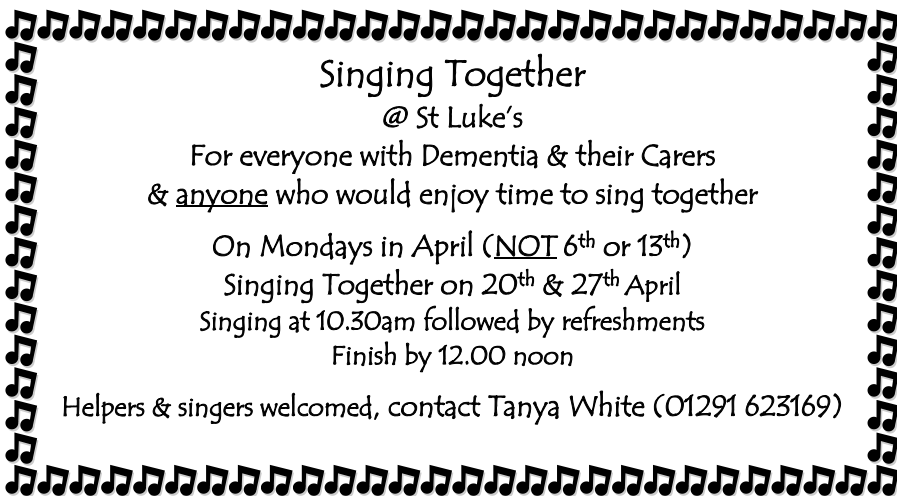 Singing Together
@ St Luke's
For everyone with Dementia & their Carers
& anyone who would enjoy time to sing together
On Mondays in April (NOT 6th or 13th)
Singing Together on 20th & 27th April
Singing at 10.30am followed by refreshments
Finish by 12.00 noon
Helpers & singers welcomed, contact Tanya White (01291 623169)